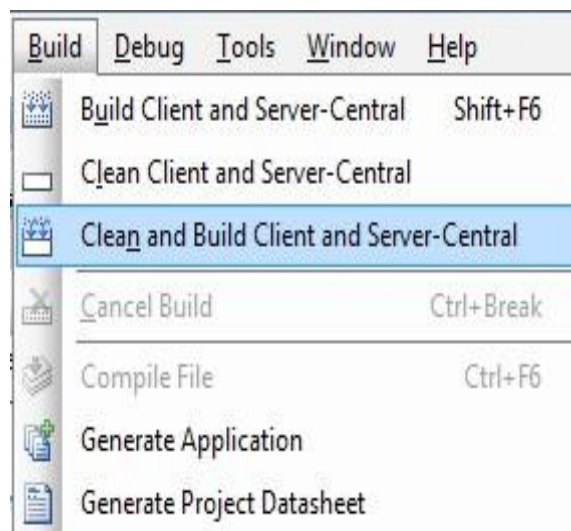 Build Debug Tools Window Help
Build Client and Server-Central Shift+F6
Clean Client and Server-Central
Clean and Build Client and Server-Central
Cancel Build Ctrl+Break
Compile File Ctrl+F6
Generate Application
Generate Project Datasheet